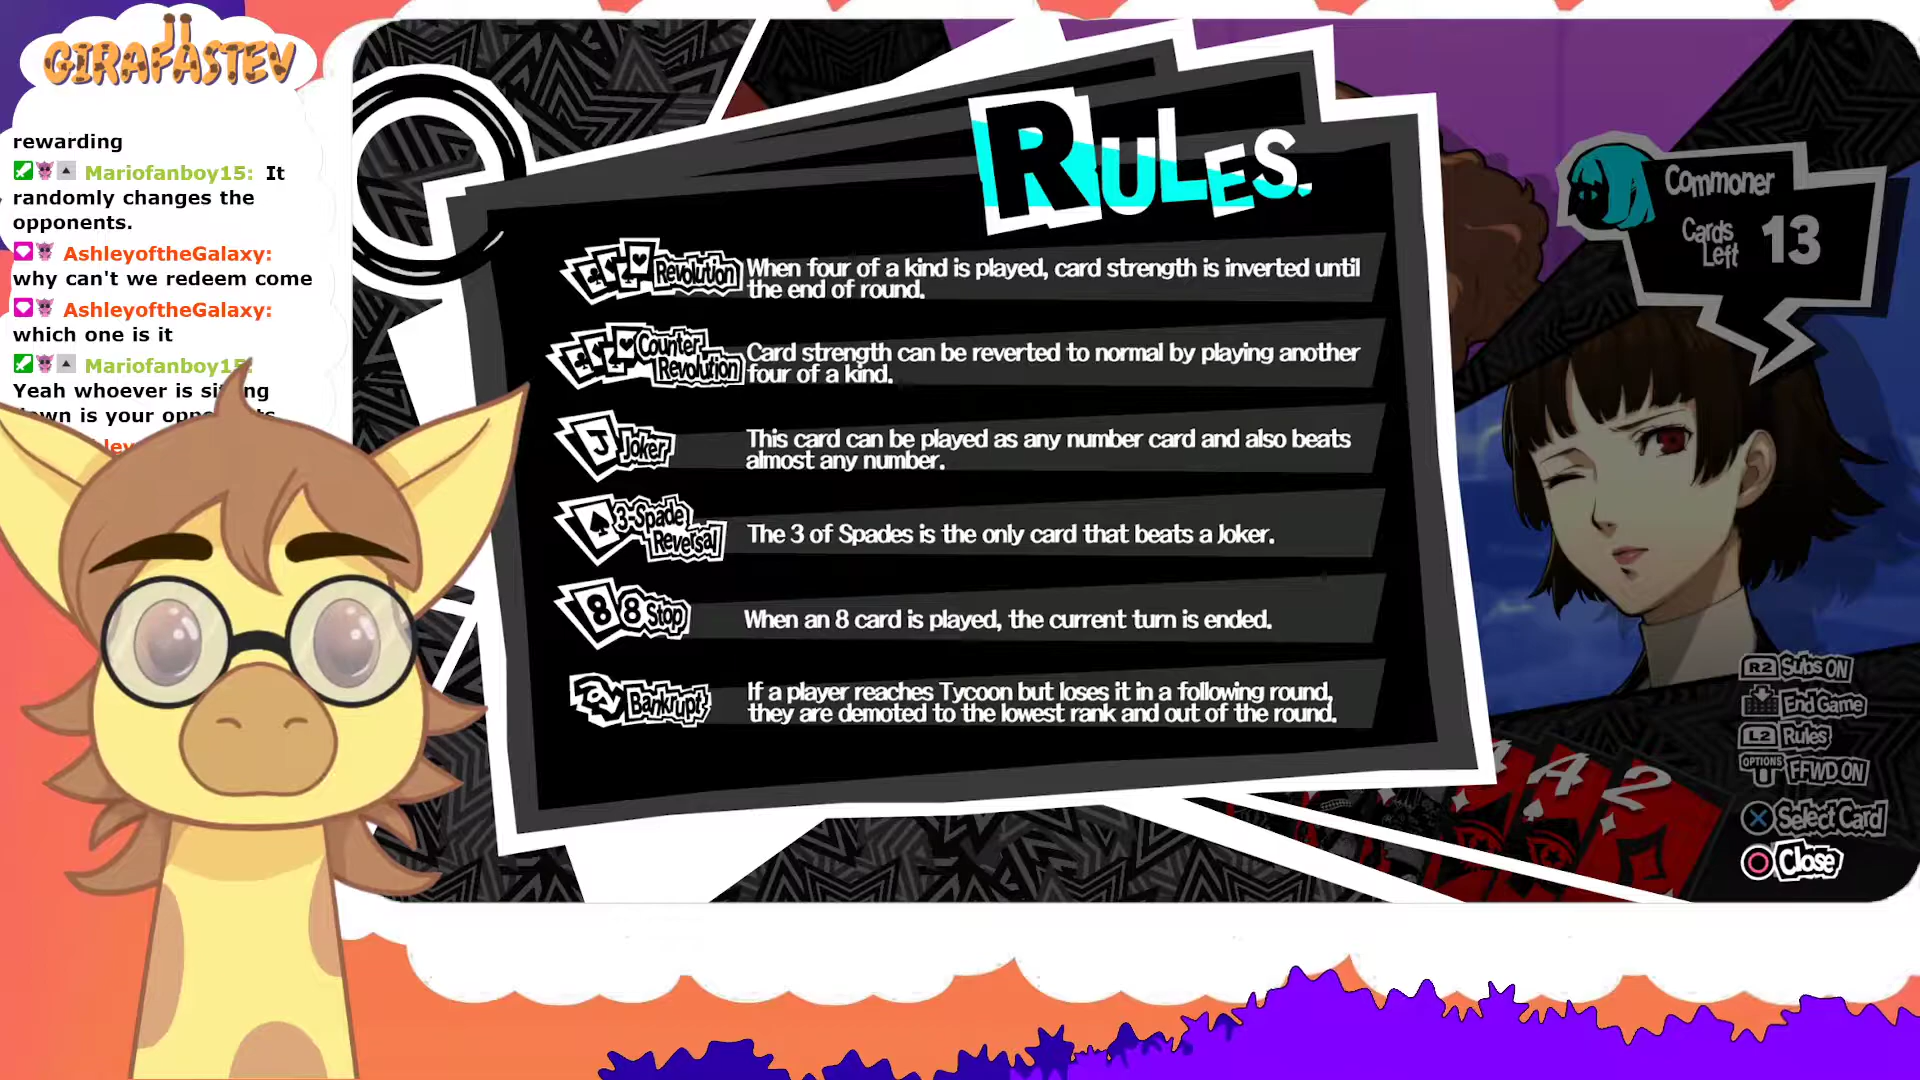 GIRAFASTEV
rewarding
Mariofanboy15: It
randomly changes the
opponents.
AshleyoftheGalaxy:
why can't we redeem come
AshleyoftheGalaxy:
which one is it
Mariofanboy15:
Yeah whoever is sitting
RULES.
Revolution
When four of a kind is played, card strength is inverted until
the end of round.
Counter
Revolution
Card strength can be reverted to normal by playing another
four of a kind.
J Joker
This card can be played as any number card and also beats
almost any number.
3-Spade
Reversal
The 3 of Spades is the only card that beats a Joker.
8 8 Stop
When an 8 card is played, the current turn is ended.
Bankrupt
If a player reaches Tycoon but loses it in a following round,
they are demoted to the lowest rank and out of the round.
Commoner
Cards
Left 13
R2 Subs ON
End Game
L2 Rules
OPTIONS FFWD ON
Select Card
Close
4 4 2